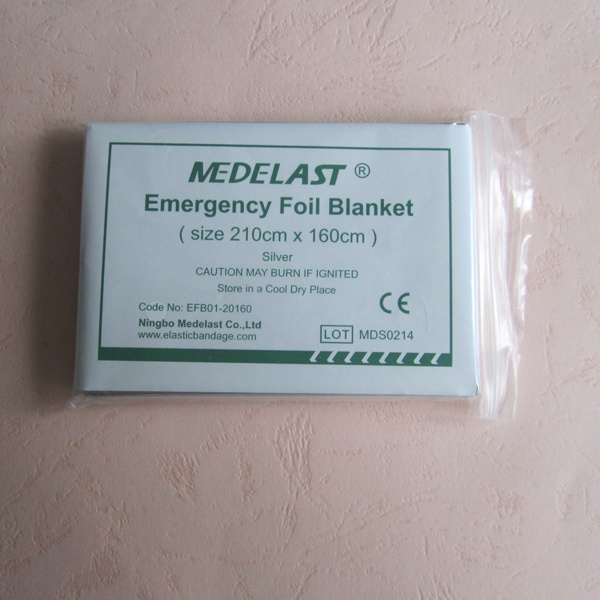 MEDELAST ®
Emergency Foil Blanket
( size 210cm x 160cm )
Silver
CAUTION MAY BURN IF IGNITED
Store in a Cool Dry Place
CE
Code No: EFB01-20160
Ningbo Medelast Co.,Ltd
www.elasticbandage.com
LOT MDS0214